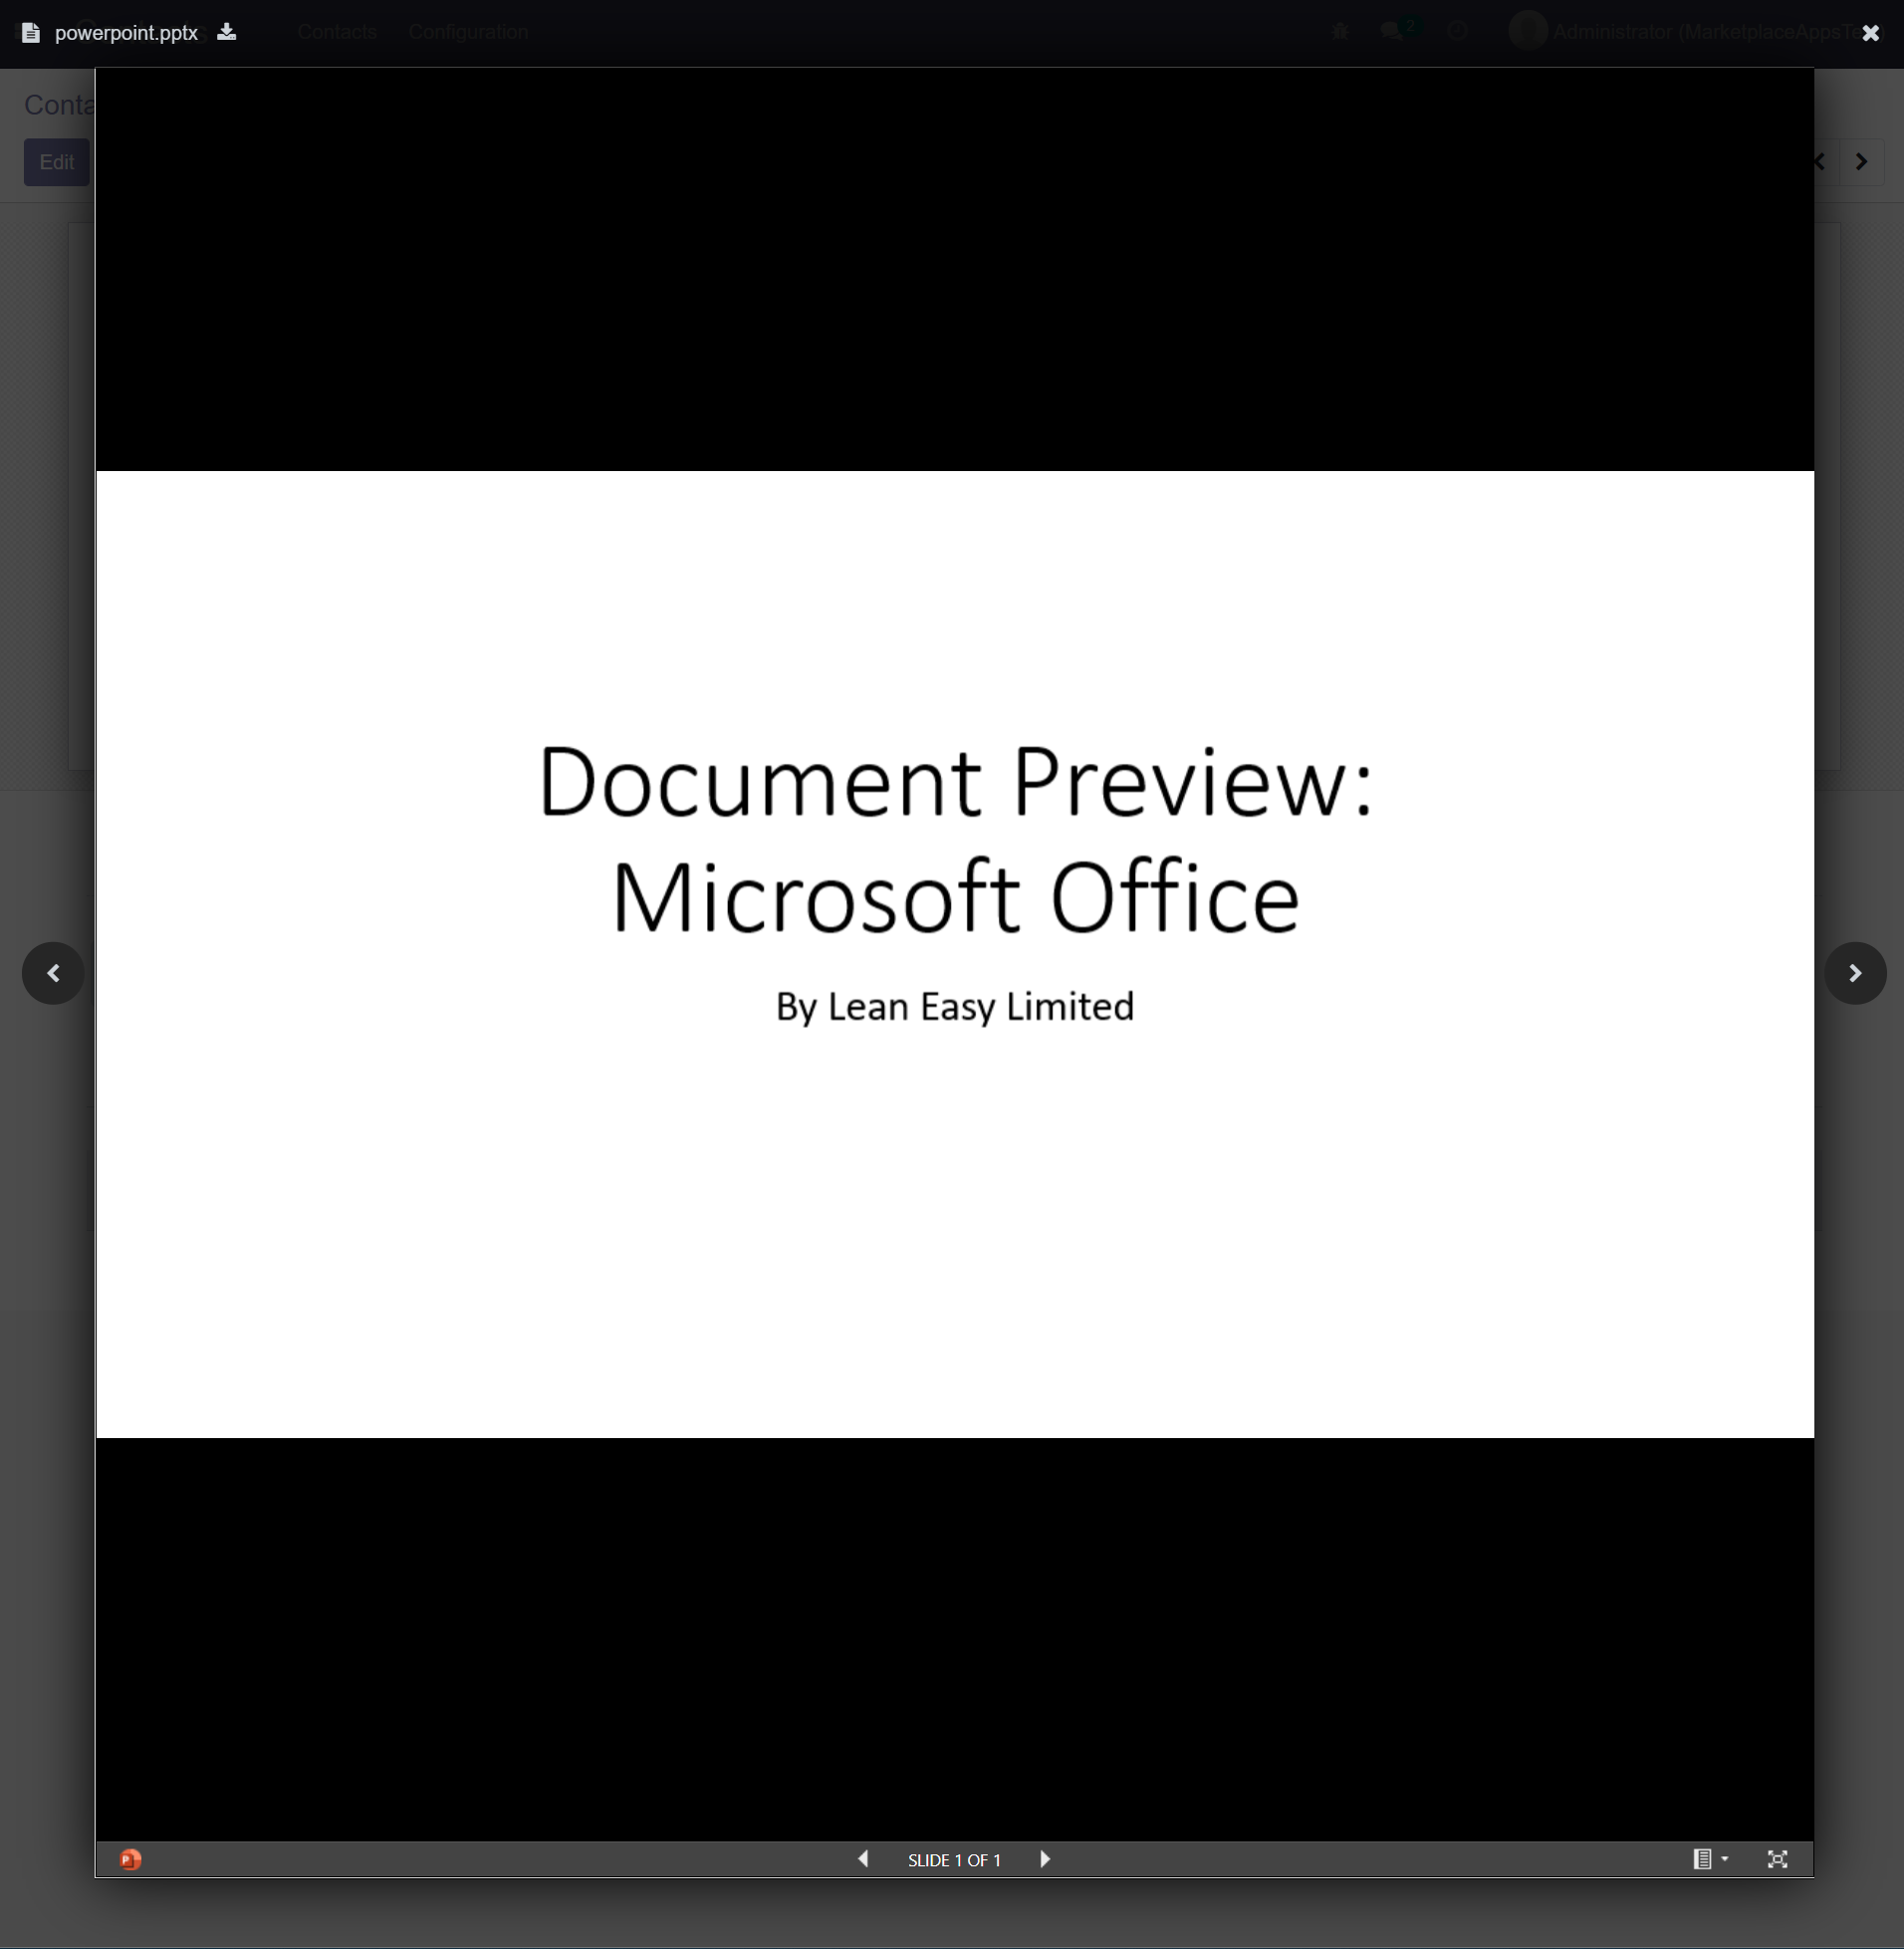 powerpoint.pptx
Contacts
Configuration
2
Administrator (MarketplaceAppsTe
Conta
Edit
Document Preview:
Microsoft Office
By Lean Easy Limited
SLIDE 1 OF 1